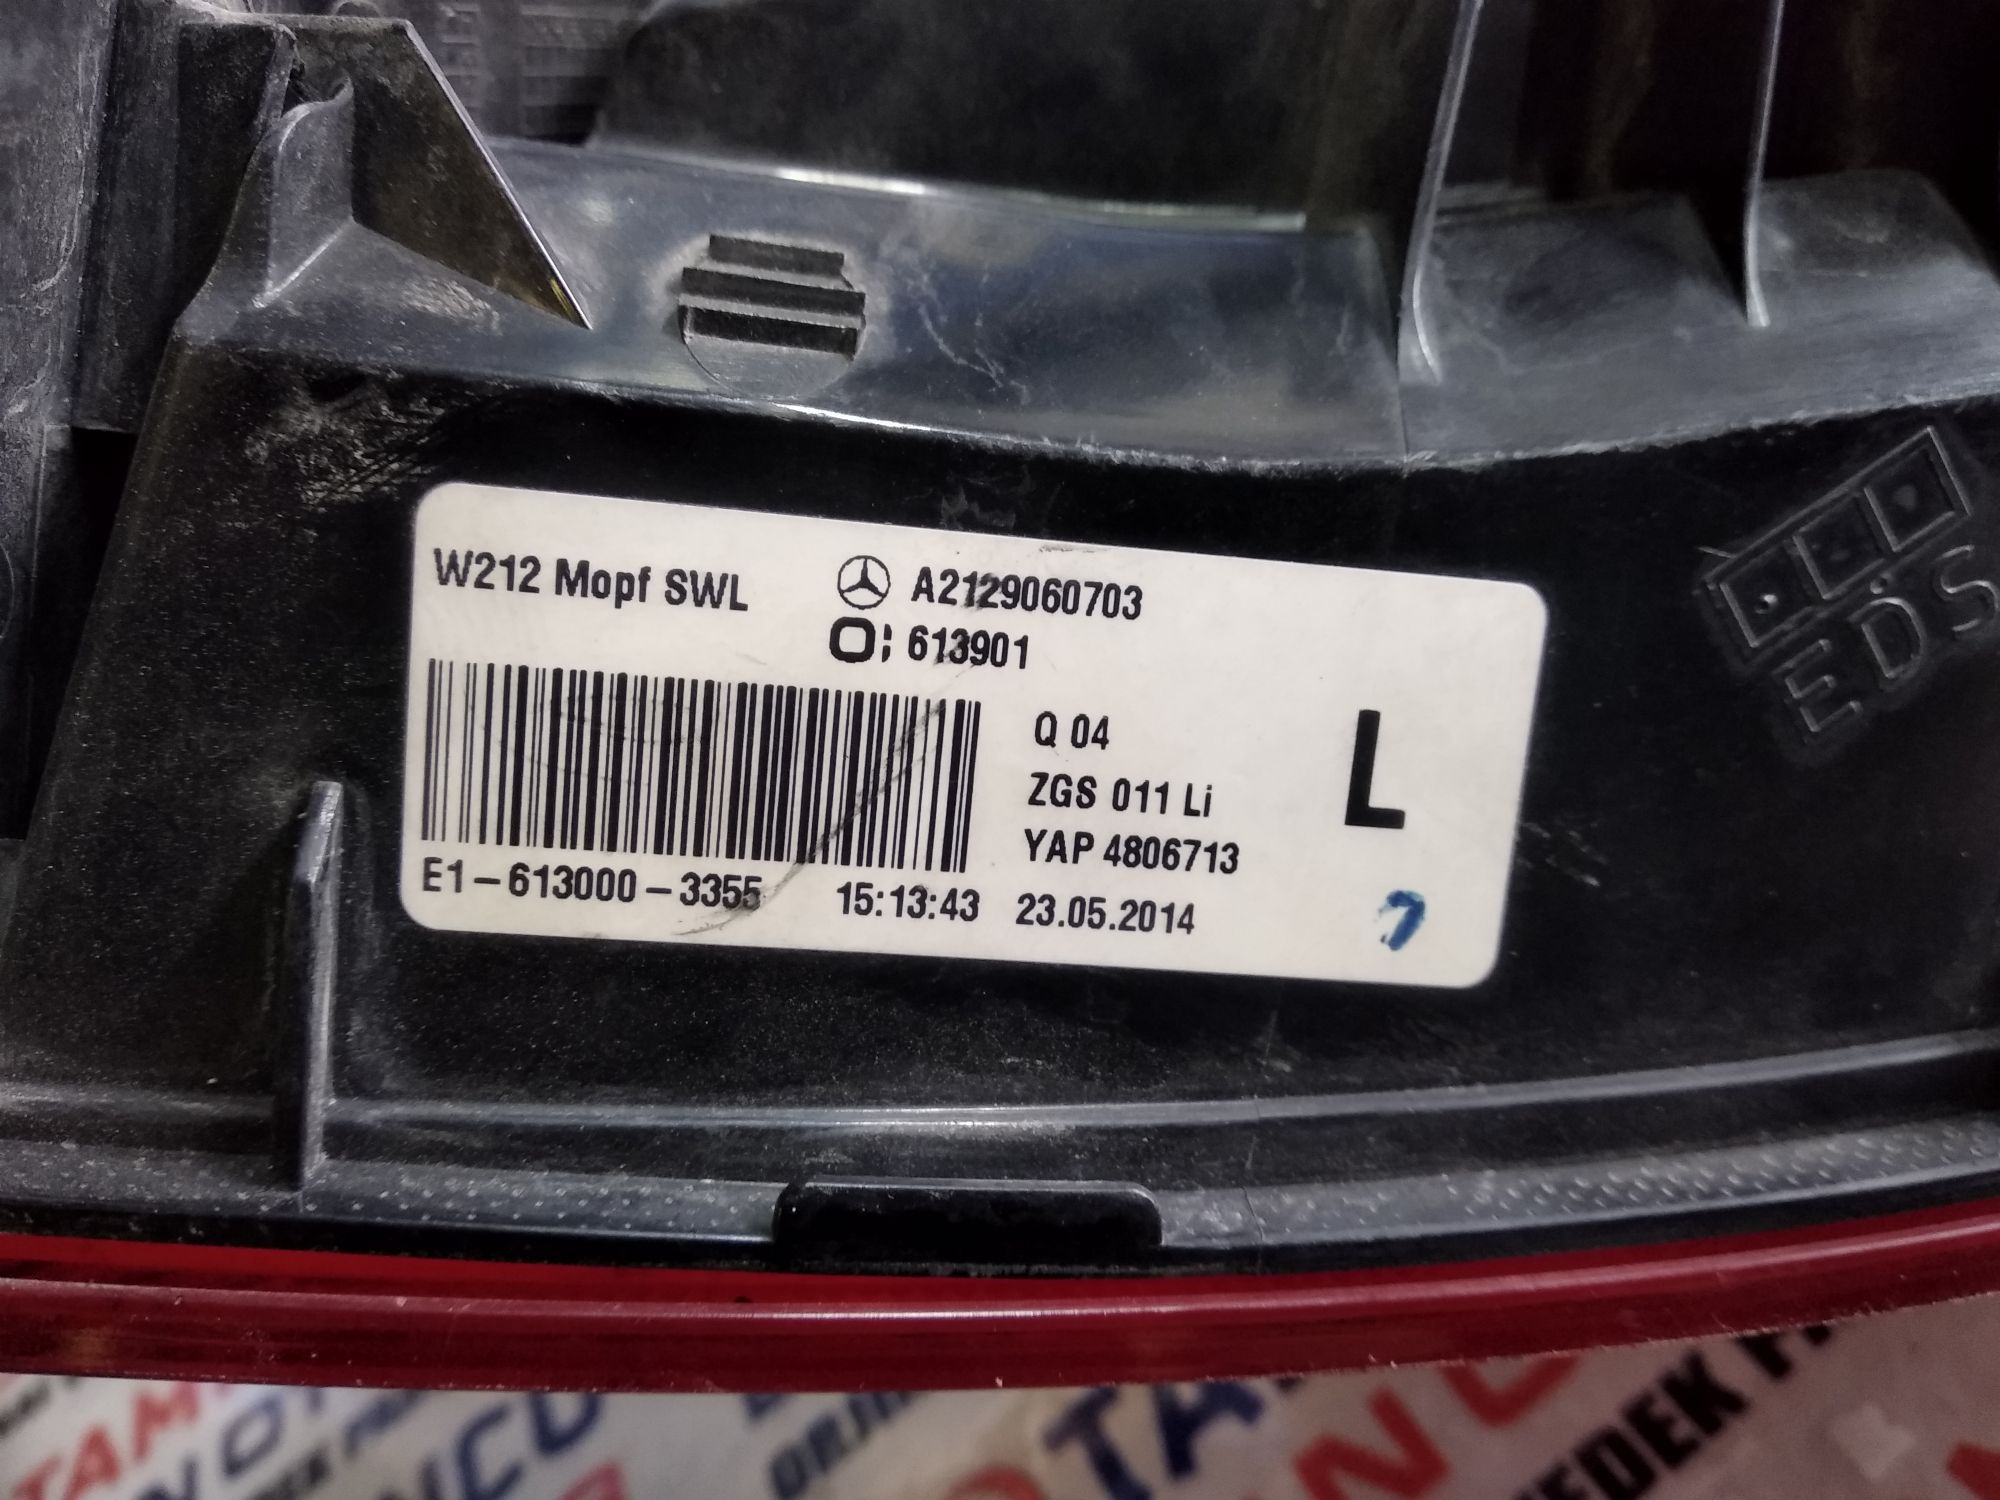 W212 Mopf SWL A2129060703
O; 613901
Q 04
L
ZGS 011 Li
YAP 4806713
E1-613000-3355 15:13:43 23.05.2014
7
EDS